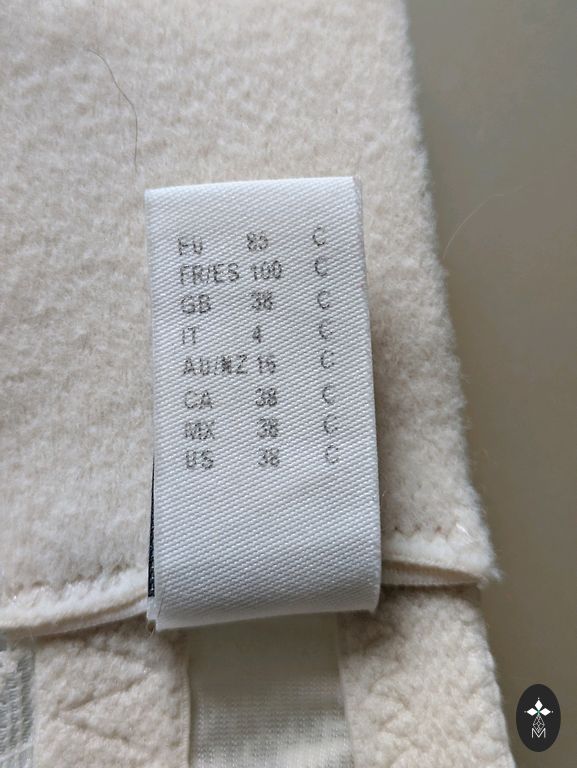 EU 85 C
FR/ES 100 C
GB 38 C
IT 4 C
AU/NZ 16 C
CA 38 C
MX 38 C
US 38 C